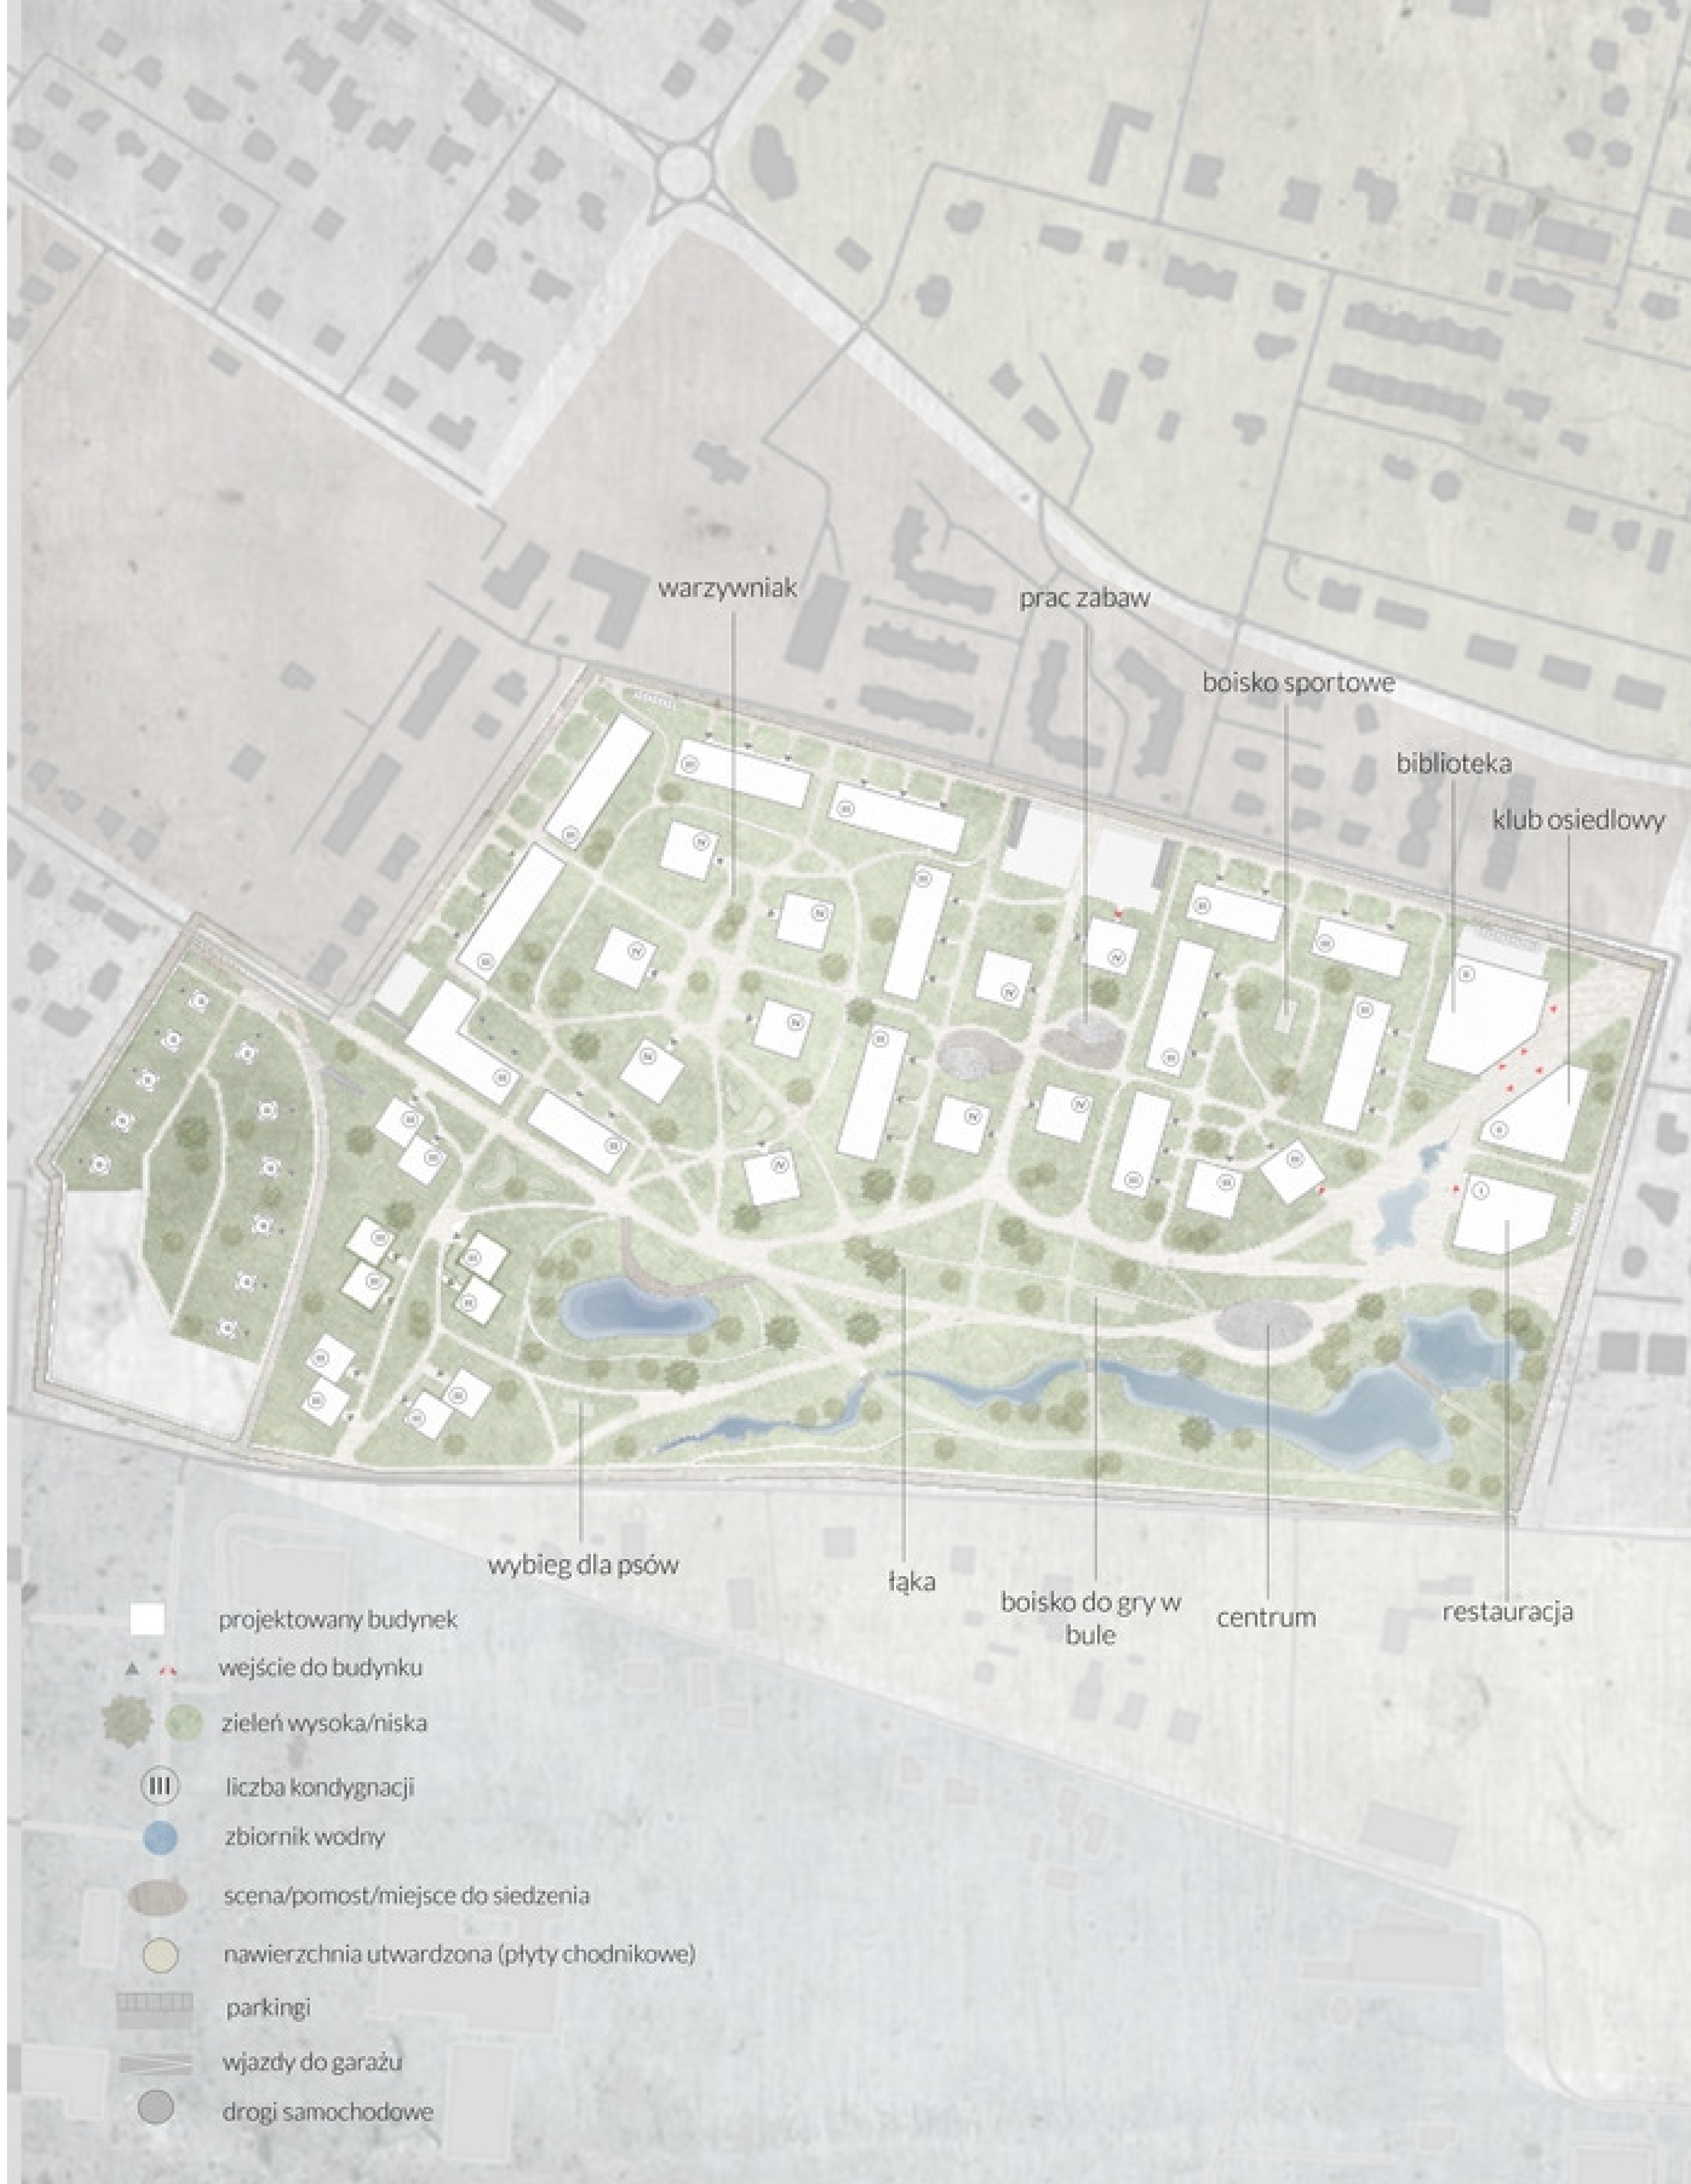 warzywniak
prac zabaw
boisko sportowe
biblioteka
klub osiedlowy
wybieg dla psów
łąka
boisko do gry w
bule
centrum
restauracja
projektowany budynek
wejście do budynku
zieleń wysoka/niska
III
liczba kondygnacji
zbiornik wodny
scena/pomost/miejsce do siedzenia
nawierzchnia utwardzona (płyty chodnikowe)
parkingi
wjazdy do garażu
drogi samochodowe